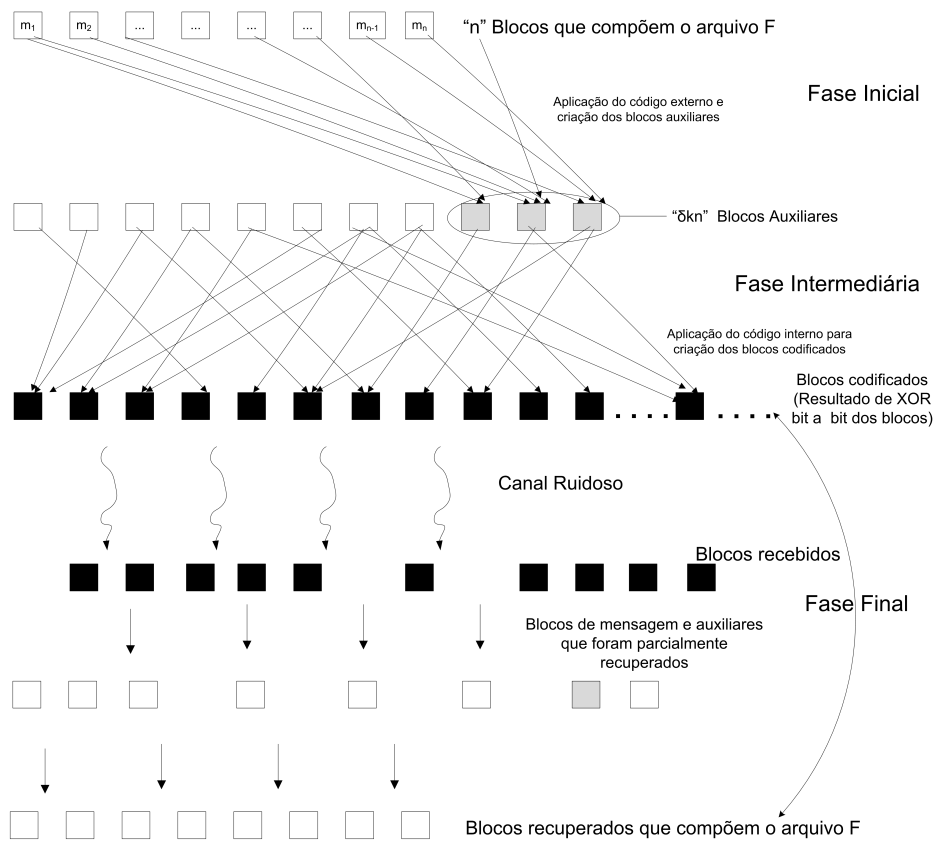 m1 m2 ... ... ... ... mn-1 mn
“n” Blocos que compõem o arquivo F
Fase Inicial
Aplicação do código externo e
criação dos blocos auxiliares
“δkn” Blocos Auxiliares
Fase Intermediária
Aplicação do código interno para
criação dos blocos codificados
Blocos codificados
(Resultado de XOR
bit a bit dos blocos)
Canal Ruidoso
Blocos recebidos
Fase Final
Blocos de mensagem e auxiliares
que foram parcialmente
recuperados
Blocos recuperados que compõem o arquivo F